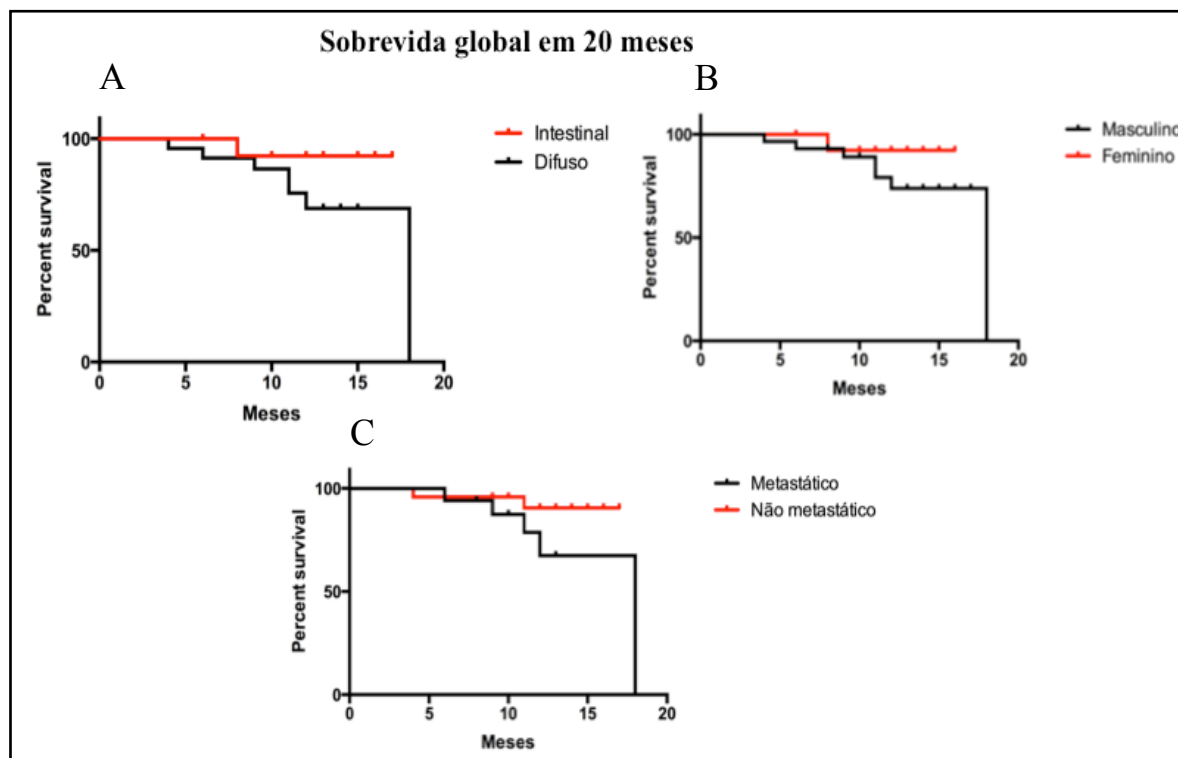 Sobrevida global em 20 meses
A
Percent survival
100
50
0
0 5 10 15 20
Meses
Intestinal
Difuso
B
Percent survival
100
50
0
0 5 10 15 20
Meses
Masculino
Feminino
C
Percent survival
100
50
0
0 5 10 15 20
Meses
Metastático
Não metastático